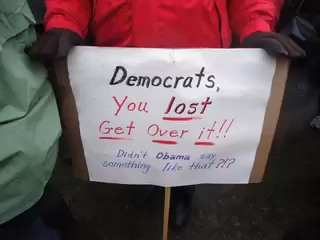 Democrats,
You lost
Get Over it!!
Didn't Obama say
something like that?!?